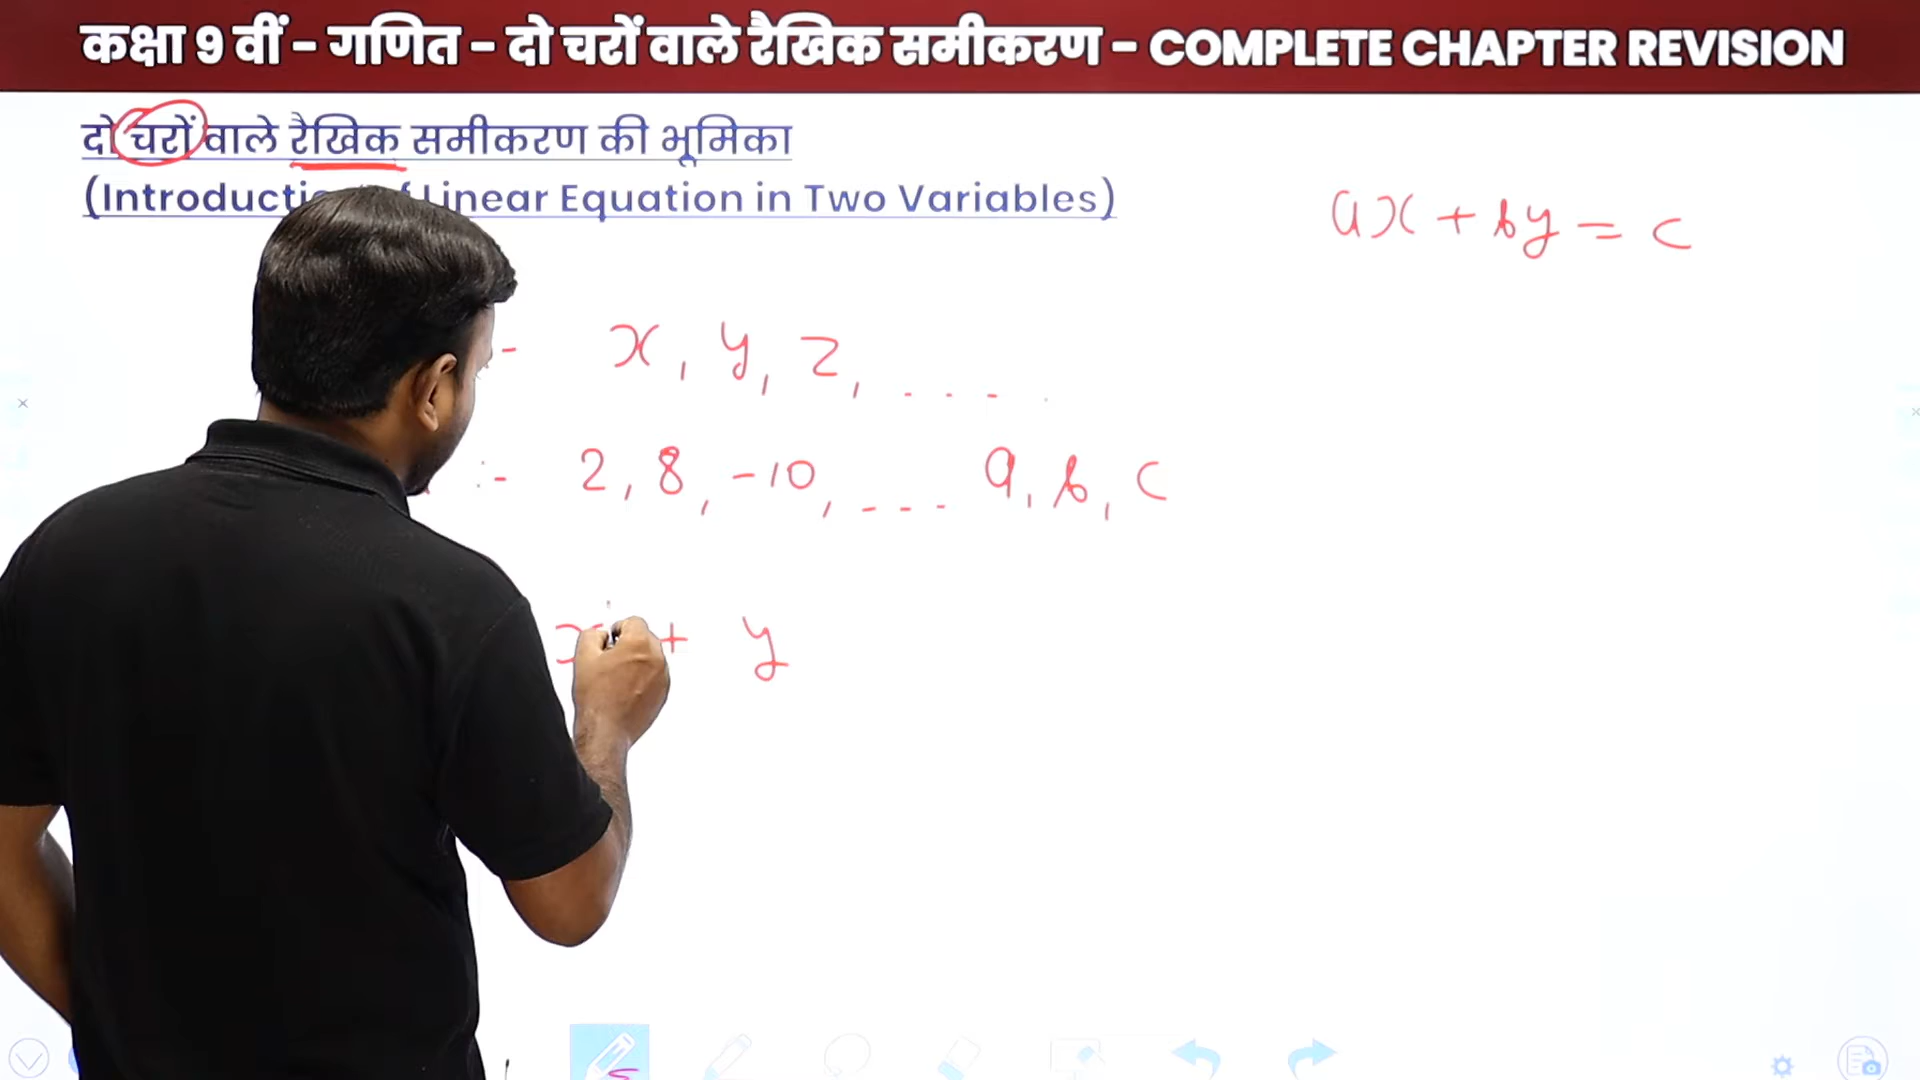 कक्षा 9 वीं - गणित - दो चरों वाले रैखिक समीकरण - COMPLETE CHAPTER REVISION
दो चरों वाले रैखिक समीकरण की भूमिका
(Introducti Linear Equation in Two Variables)
ax + by = c
- x, y, z, .....
:- 2, 8, -10, --- a, b, c
x + y